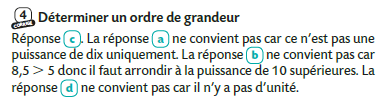 4 Déterminer un ordre de grandeur
CORRIGÉ
Réponse c. La réponse a ne convient pas car ce n'est pas une
puissance de dix uniquement. La réponse b ne convient pas car
8,5 > 5 donc il faut arrondir à la puissance de 10 supérieures. La
réponse d ne convient pas car il n'y a pas d'unité.